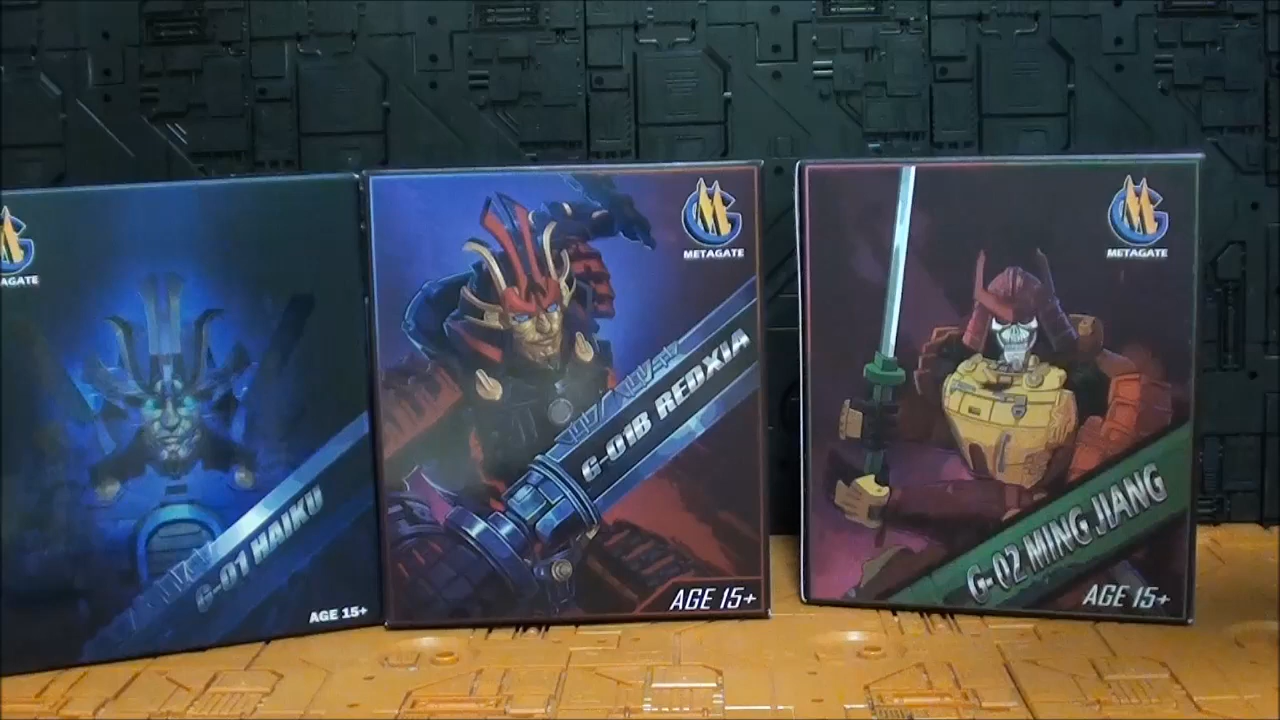 METAGATE
G-01 HAIKU
AGE 15+
METAGATE
G-01B REDXIA
AGE 15+
METAGATE
G-02 MING JIANG
AGE 15+